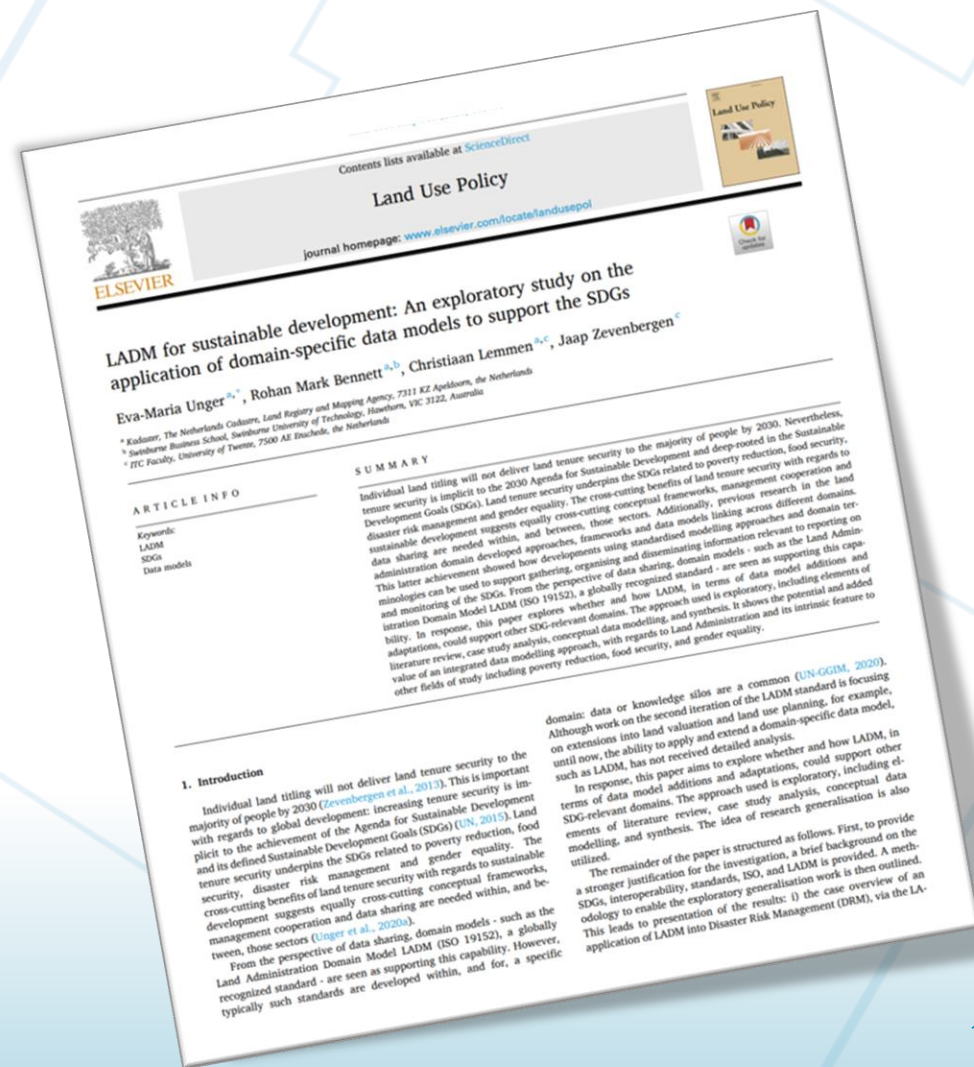 Contents lists available at ScienceDirect
Land Use Policy
journal homepage: www.elsevier.com/locate/landusepol
ELSEVIER
Land Use Policy
Check for
updates
LADM for sustainable development: An exploratory study on the
application of domain-specific data models to support the SDGs
Eva-Maria Unger a,*, Rohan Mark Bennett a,b, Christiaan Lemmen a,c, Jaap Zevenbergen c
a Kadaster, The Netherlands Cadastre, Land Registry and Mapping Agency, 7311 KZ Apeldoorn, the Netherlands
b Swinburne Business School, Swinburne University of Technology, Hawthorn, VIC 3122, Australia
c ITC Faculty, University of Twente, 7500 AE Enschede, the Netherlands
ARTICLE INFO
Keywords:
LADM
SDGs
Data models
SUMMARY
Individual land titling will not deliver land tenure security to the majority of people by 2030. Nevertheless,
tenure security is implicit to the 2030 Agenda for Sustainable Development and deep-rooted in the Sustainable
Development Goals (SDGs). Land tenure security underpins the SDGs related to poverty reduction, food security,
disaster risk management and gender equality. The cross-cutting benefits of land tenure security with regards to
sustainable development suggests equally cross-cutting conceptual frameworks, management cooperation and
data sharing are needed within, and between, those sectors. Additionally, previous research in the land
administration domain developed approaches, frameworks and data models linking across different domains.
This latter achievement showed how developments using standardised modelling approaches and domain ter-
minologies can be used to support gathering, organising and disseminating information relevant to reporting on
and monitoring of the SDGs. From the perspective of data sharing, domain models - such as the Land Admin-
istration Domain Model LADM (ISO 19152), a globally recognized standard - are seen as supporting this capa-
bility. In response, this paper explores whether and how LADM, in terms of data model additions and
adaptations, could support other SDG-relevant domains. The approach used is exploratory, including elements of
literature review, case study analysis, conceptual data modelling, and synthesis. It shows the potential and added
value of an integrated data modelling approach, with regards to Land Administration and its intrinsic feature to
other fields of study including poverty reduction, food security, and gender equality.
1. Introduction
Individual land titling will not deliver land tenure security to the
majority of people by 2030 (Zevenbergen et al., 2013). This is important
with regards to global development: increasing tenure security is im-
plicit to the achievement of the Agenda for Sustainable Development
and its defined Sustainable Development Goals (SDGs) (UN, 2015). Land
tenure security underpins the SDGs related to poverty reduction, food
security, disaster risk management and gender equality. The
cross-cutting benefits of land tenure security with regards to sustainable
development suggests equally cross-cutting conceptual frameworks,
management cooperation and data sharing are needed within, and be-
tween, those sectors (Unger et al., 2020a).
From the perspective of data sharing, domain models - such as the
Land Administration Domain Model LADM (ISO 19152), a globally
recognized standard - are seen as supporting this capability. However,
typically such standards are developed within, and for, a specific
domain: data or knowledge silos are a common (UN-GGIM, 2020).
Although work on the second iteration of the LADM standard is focusing
on extensions into land valuation and land use planning, for example,
until now, the ability to apply and extend a domain-specific data model,
such as LADM, has not received detailed analysis.
In response, this paper aims to explore whether and how LADM, in
terms of data model additions and adaptations, could support other
SDG-relevant domains. The approach used is exploratory, including el-
ements of literature review, case study analysis, conceptual data
modelling, and synthesis. The idea of research generalisation is also
utilized.
The remainder of the paper is structured as follows. First, to provide
a stronger justification for the investigation, a brief background on the
SDGs, interoperability, standards, ISO, and LADM is provided. A meth-
odology to enable the exploratory generalisation work is then outlined.
This leads to presentation of the results: i) the case overview of an
application of LADM into Disaster Risk Management (DRM), via the LA-